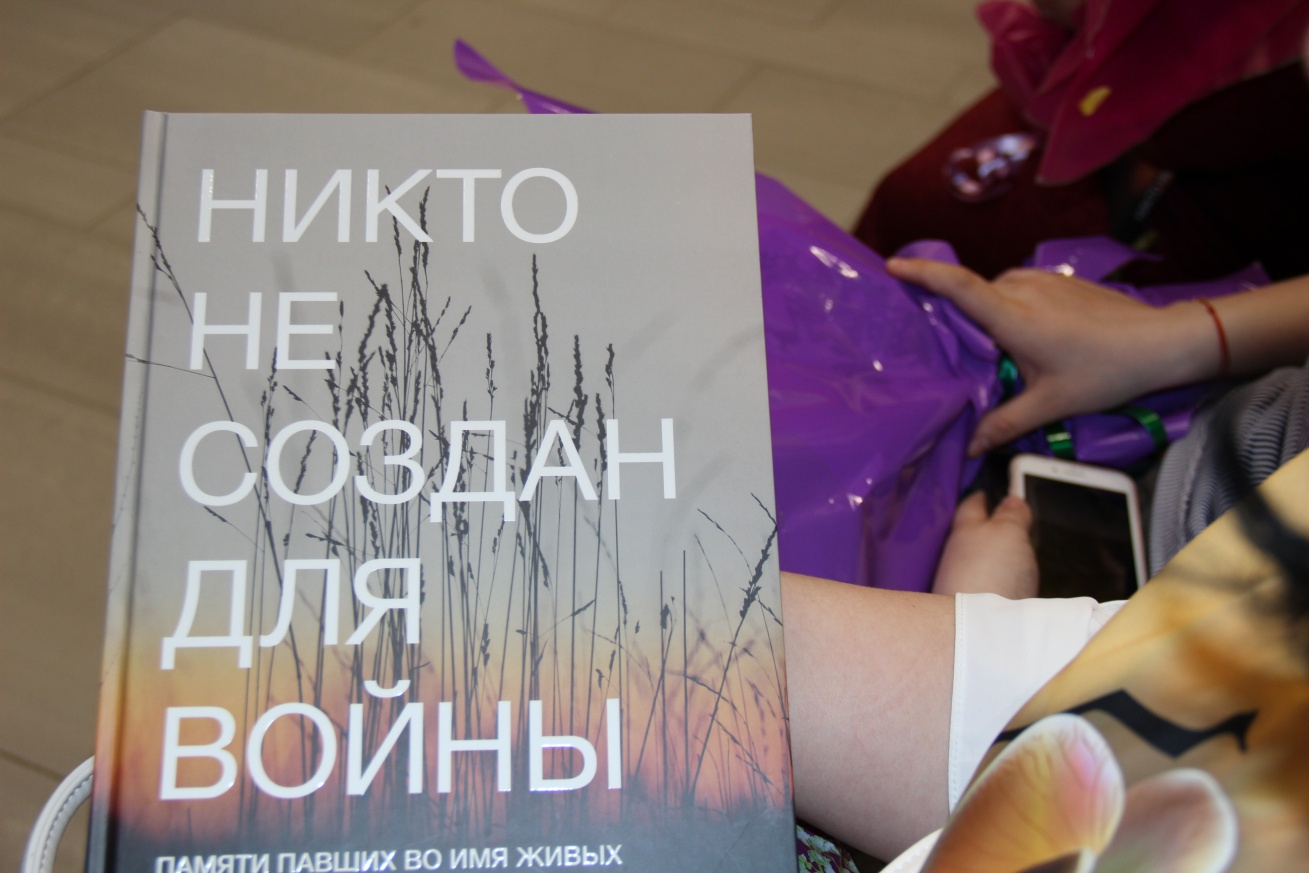 НИКТО
НЕ
СОЗДАН
ДЛЯ
ВОЙНЫ
ПАМЯТИ ПАВШИХ ВО ИМЯ ЖИВЫХ